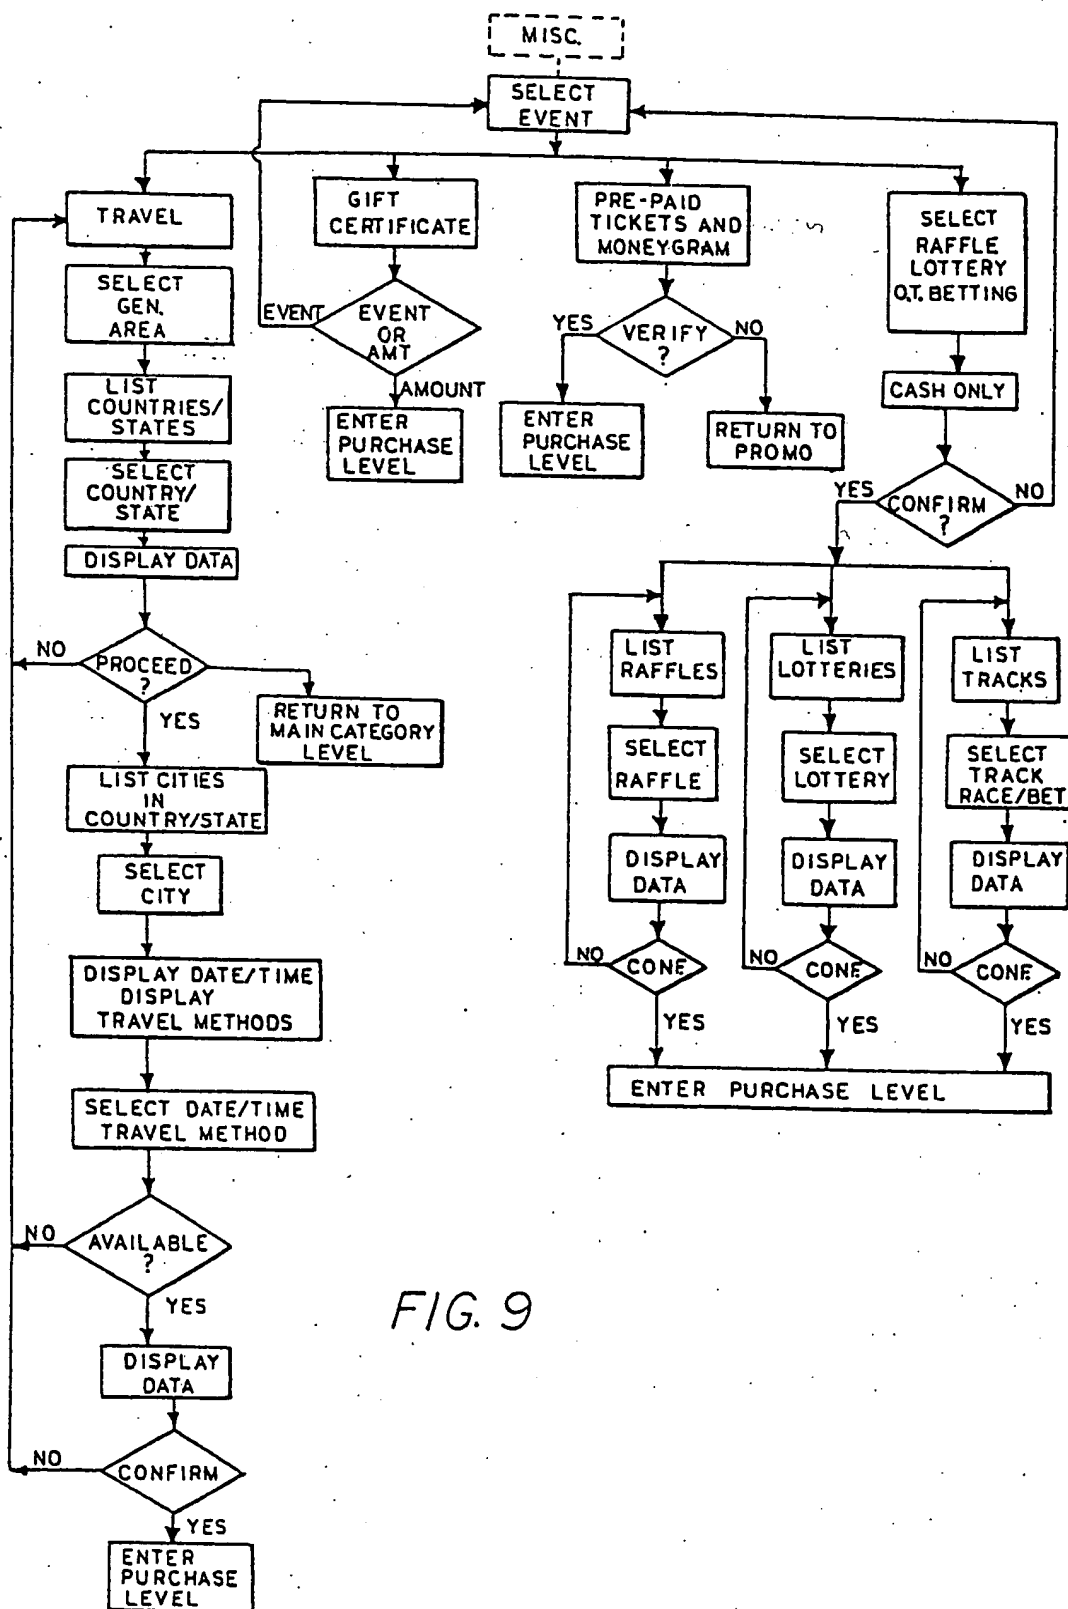 MISC.
SELECT
EVENT
TRAVEL
SELECT
GEN.
AREA
LIST
COUNTRIES/
STATES
SELECT
COUNTRY/
STATE
DISPLAY DATA
PROCEED
?
NO
YES
RETURN TO
MAIN CATEGORY
LEVEL
LIST CITIES
IN
COUNTRY/STATE
SELECT
CITY
DISPLAY DATE/TIME
DISPLAY
TRAVEL METHODS
SELECT DATE/TIME
TRAVEL METHOD
AVAILABLE
?
NO
YES
DISPLAY
DATA
CONFIRM
NO
YES
ENTER
PURCHASE
LEVEL
GIFT
CERTIFICATE
EVENT
OR
AMT
EVENT
AMOUNT
ENTER
PURCHASE
LEVEL
PRE-PAID
TICKETS AND
MONEY-GRAM
VERIFY
?
YES
NO
ENTER
PURCHASE
LEVEL
RETURN TO
PROMO
SELECT
RAFFLE
LOTTERY
O.T. BETTING
CASH ONLY
CONFIRM
?
YES
NO
LIST
RAFFLES
SELECT
RAFFLE
DISPLAY
DATA
CONF
NO
YES
LIST
LOTTERIES
SELECT
LOTTERY
DISPLAY
DATA
CONF
NO
YES
LIST
TRACKS
SELECT
TRACK
RACE/BET
DISPLAY
DATA
CONF
NO
YES
ENTER PURCHASE LEVEL
FIG. 9